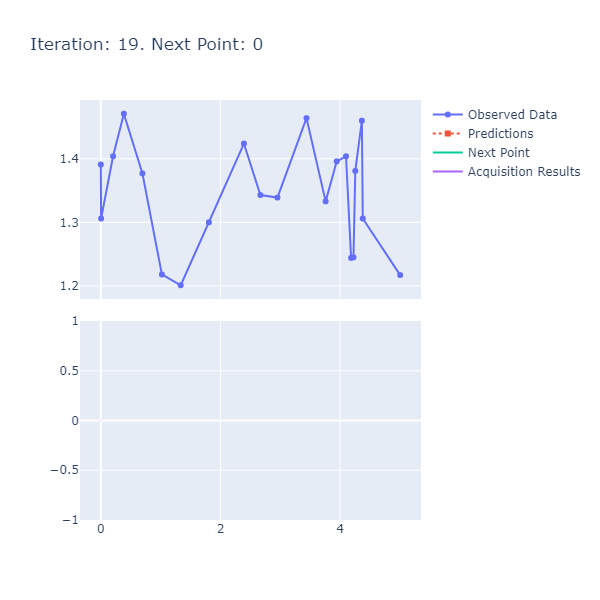 Iteration: 19. Next Point: 0
Observed Data
Predictions
Next Point
Acquisition Results
1.4
1.3
1.2
1
0.5
0
−0.5
−1
0
2
4